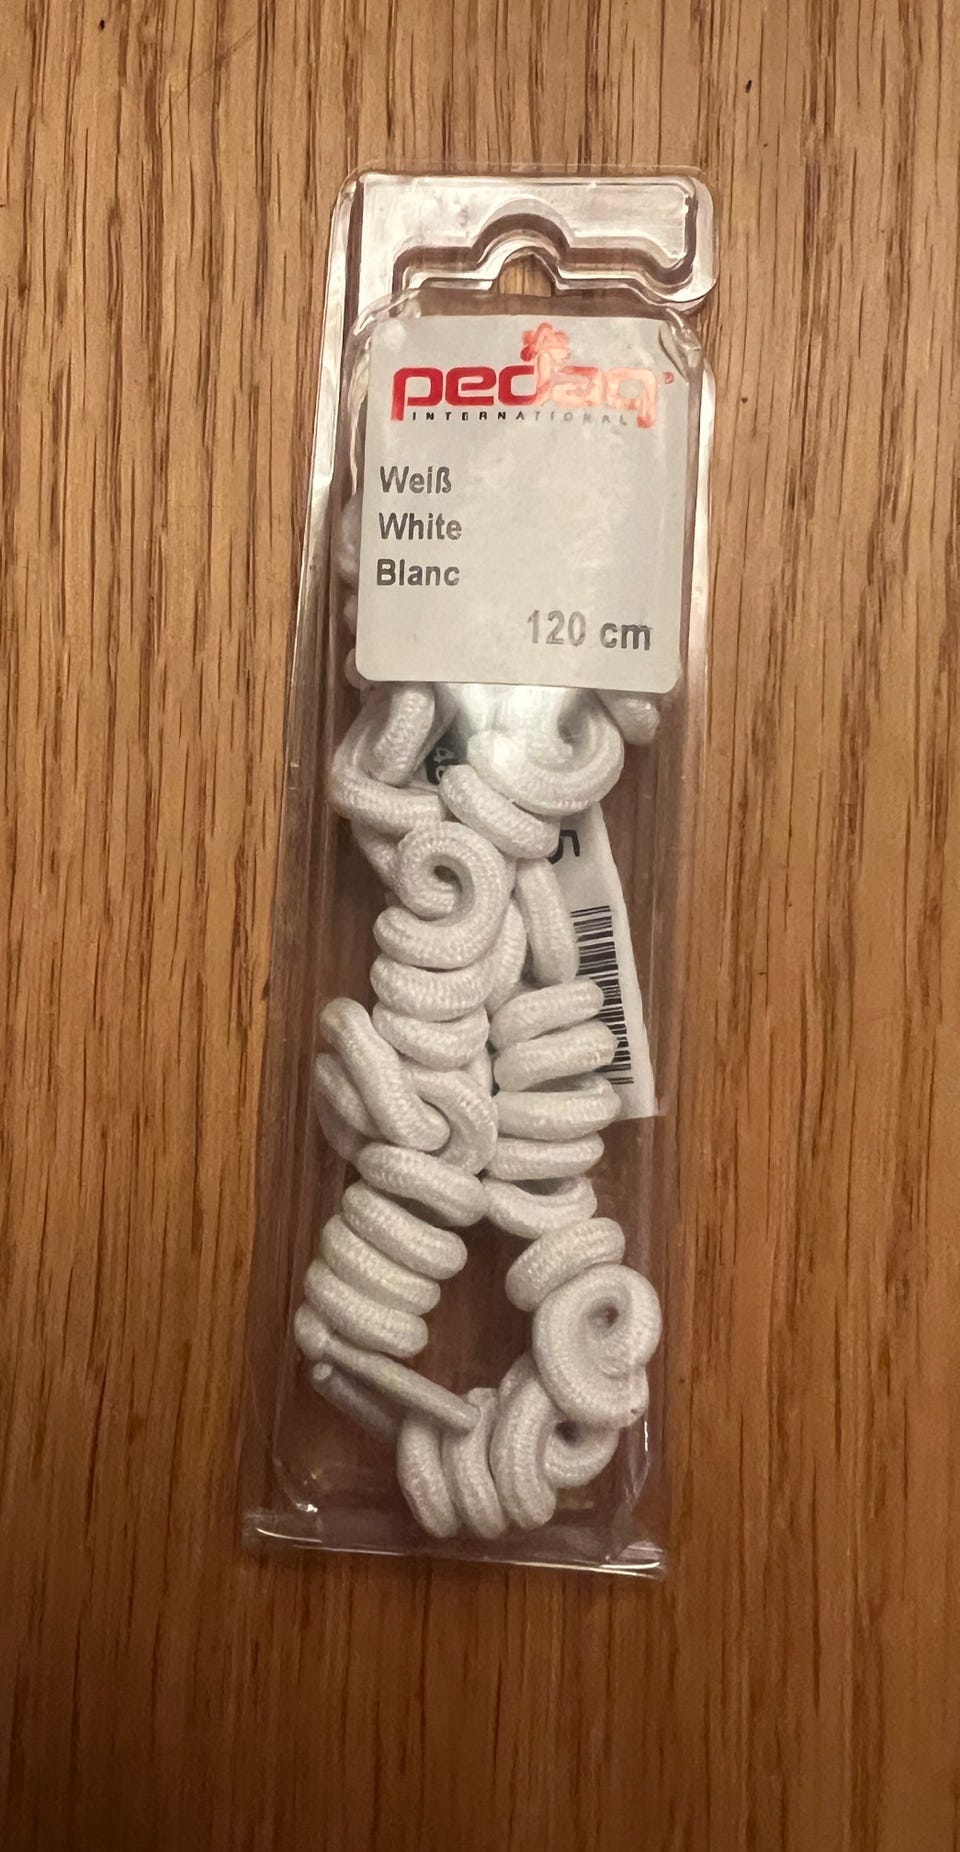 pedag®
INTERNATIONAL
Weiß
White
Blanc
120 cm